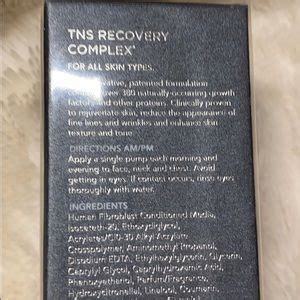 TNS RECOVERY
COMPLEX®
FOR ALL SKIN TYPES.
innovative, patented formulation
over 380 naturally-occuring growth
factors and other proteins. Clinically proven
to rejuvenate skin, reduce the appearance of
fine lines and wrinkles and enhance skin
texture and tone
DIRECTIONS AM/PM
Apply a single pump each morning and
evening to face, neck and chest. Avoid
getting in eyes. If contact occurs, rinse eyes
thoroughly with water.
INGREDIENTS
Human Fibroblast Conditioned Media,
Isoceteth-20, Ethoxydiglycol,
Acrylates/C10-30 Alkyl Acrylate
Crosspolymer, Aminomethyl Propanol,
Disodium EDTA, Ethylhexylglycerin, Glycerin,
Caprylyl Glycol, Caprylhydroxamic Acid,
Phenoxyethanol, Parfum/Fragrance,
Hydroxycitronellal, Linalool, Coumarin,